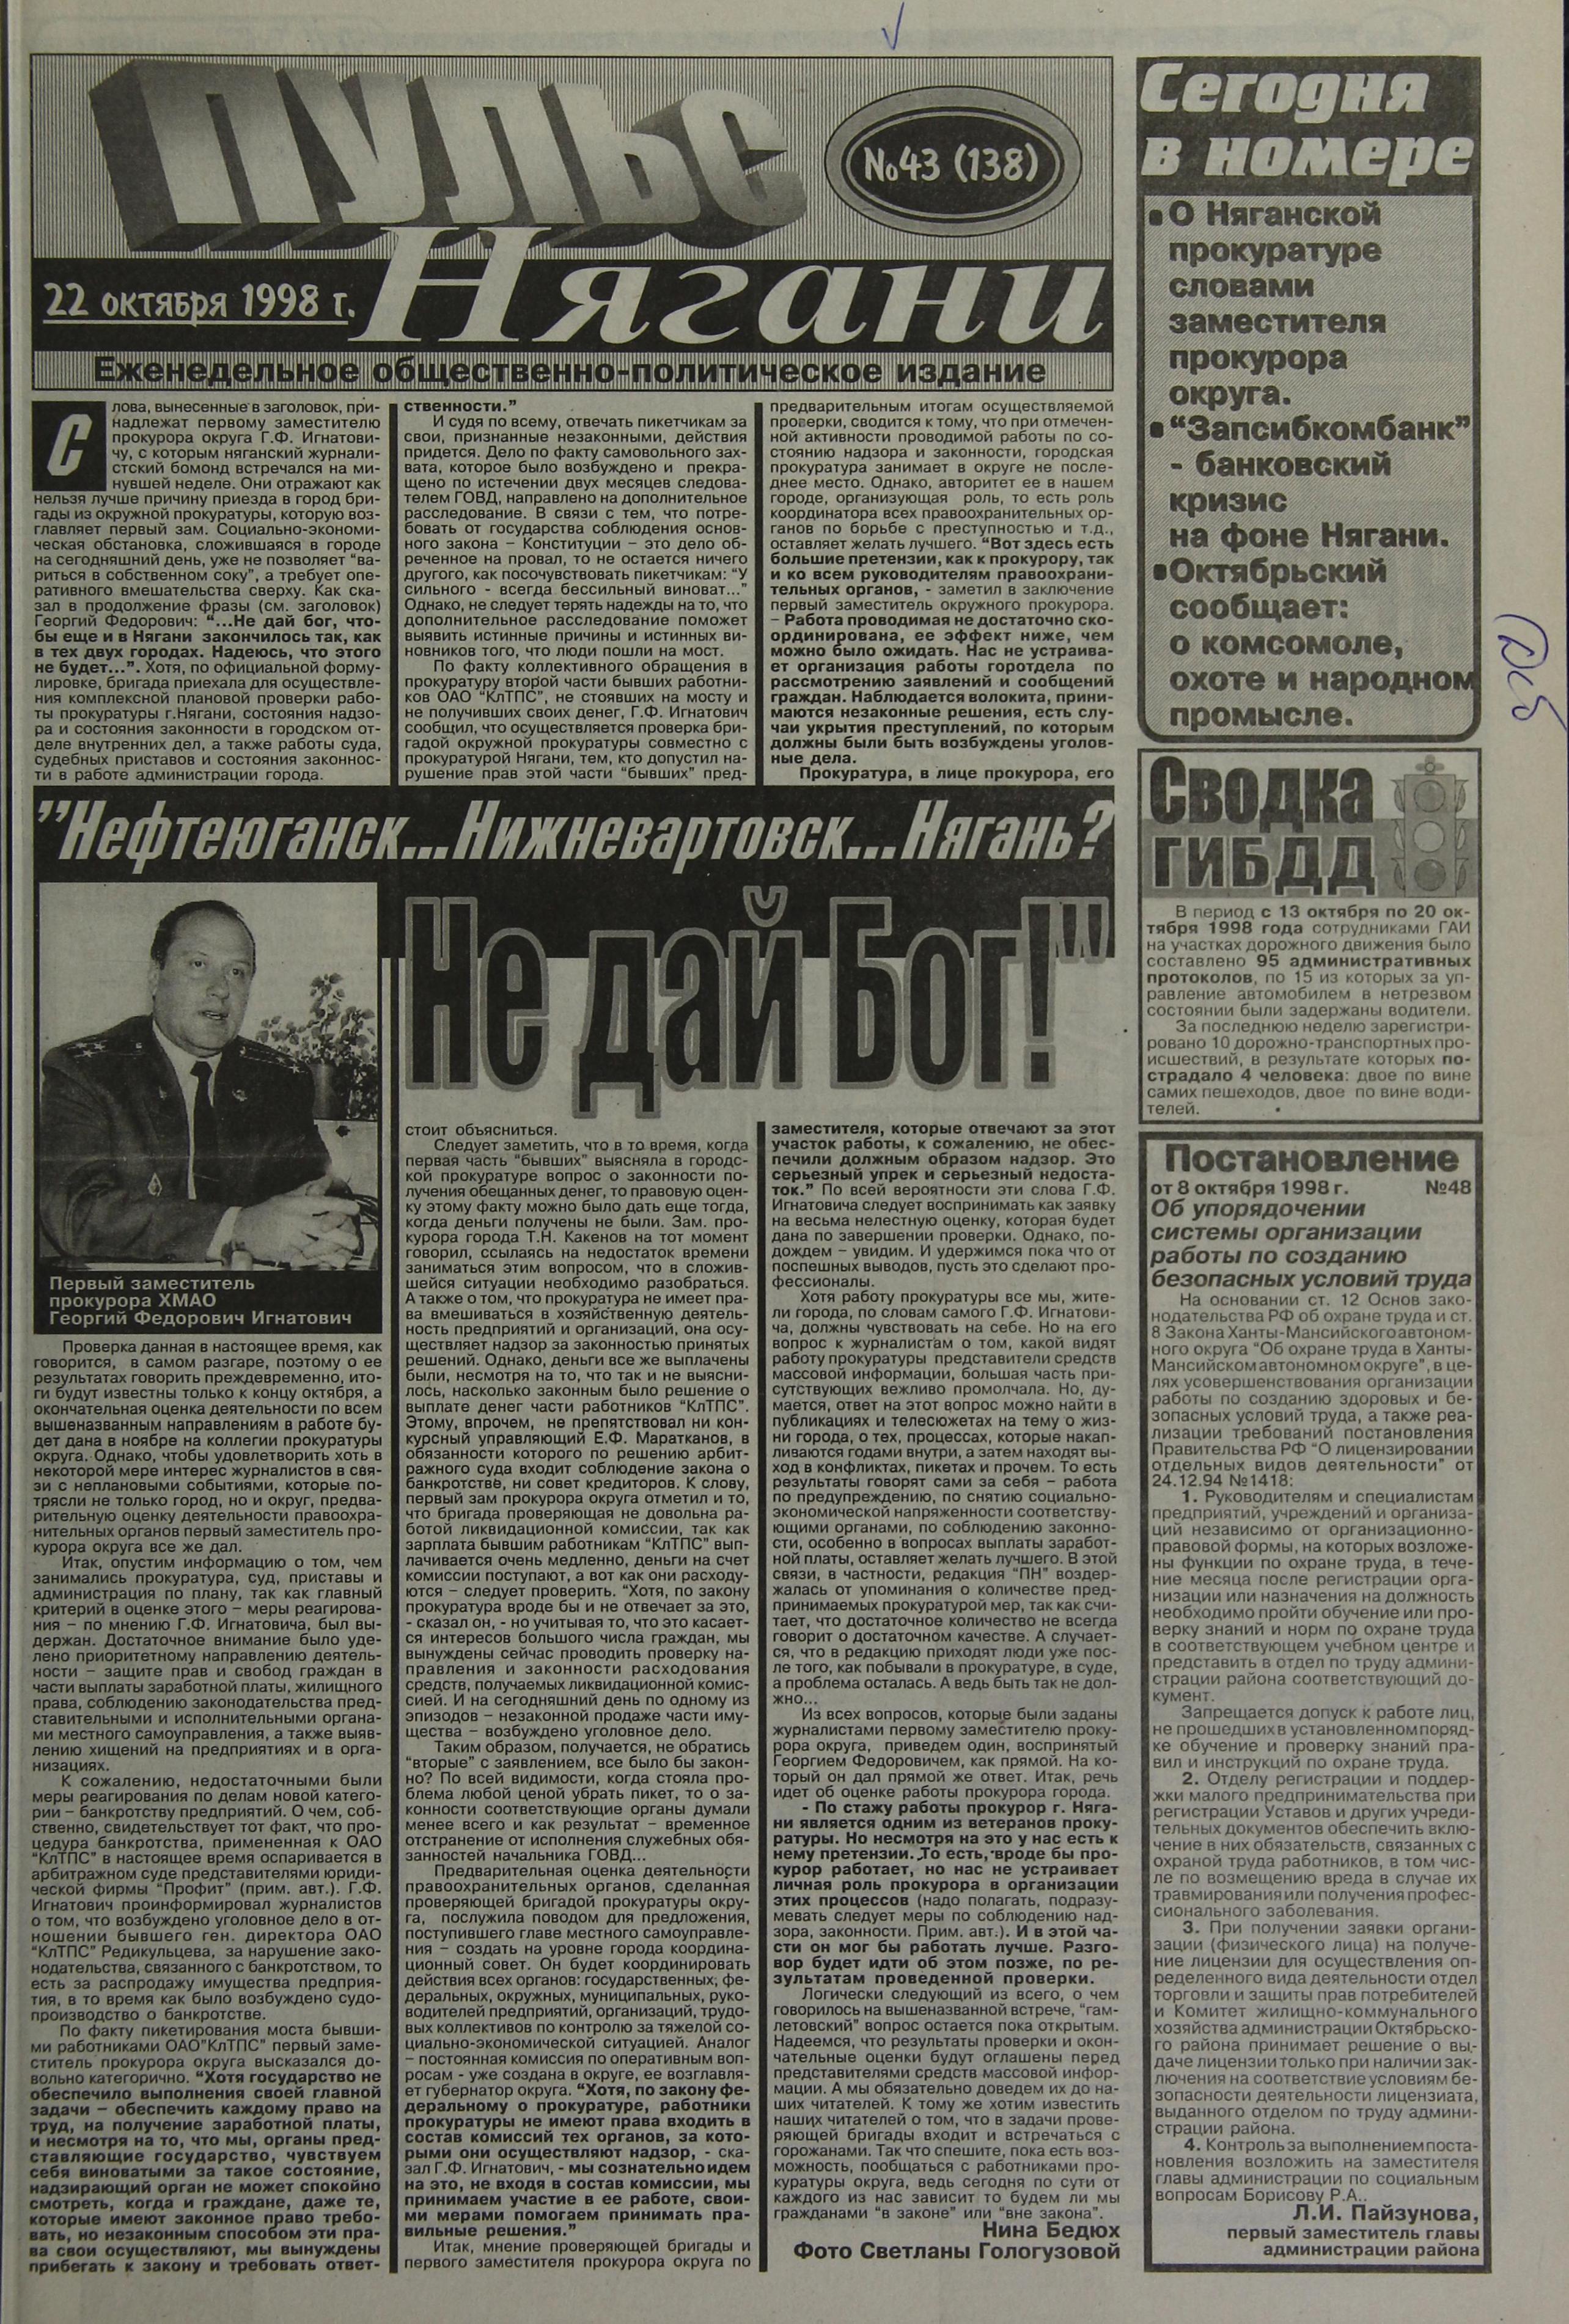 ПУЛЬС
№43 (138)
Нягани
22 октября 1998 г.
Еженедельное общественно-политическое издание
Слова, вынесенные в заголовок, при-
надлежат первому заместителю
прокурора округа Г.Ф. Игнатови-
чу, с которым няганский журнали-
стский бомонд встречался на ми-
нувшей неделе. Они отражают как
нельзя лучше причину приезда в город бри-
гады из окружной прокуратуры, которую воз-
главляет первый зам. Социально-экономи-
ческая обстановка, сложившаяся в городе
на сегодняшний день, уже не позволяет "ва-
риться в собственном соку", а требует опе-
ративного вмешательства сверху. Как ска-
зал в продолжение фразы (см. заголовок)
Георгий Федорович: "...Не дай бог, что-
бы еще и в Нягани закончилось так, как
в тех двух городах. Надеюсь, что этого
не будет...". Хотя, по официальной форму-
лировке, бригада приехала для осуществле-
ния комплексной плановой проверки рабо-
ты прокуратуры г.Нягани, состояния надзо-
ра и состояния законности в городском от-
деле внутренних дел, а также работы суда,
судебных приставов и состояния законнос-
ти в работе администрации города.
"Нефтеюганск...Нижневартовск...Нягань?
Не дай Бог!"
Первый заместитель
прокурора ХМАО
Георгий Федорович Игнатович
Проверка данная в настоящее время, как
говорится, в самом разгаре, поэтому о ее
результатах говорить преждевременно, ито-
ги будут известны только к концу октября, а
окончательная оценка деятельности по всем
вышеназванным направлениям в работе бу-
дет дана в ноябре на коллегии прокуратуры
округа. Однако, чтобы удовлетворить хоть в
некоторой мере интерес журналистов в свя-
зи с неплановыми событиями, которые по-
трясли не только город, но и округ, предва-
рительную оценку деятельности правоохра-
нительных органов первый заместитель про-
курора округа все же дал.
Итак, опустим информацию о том, чем
занимались прокуратура, суд, приставы и
администрация по плану, так как главный
критерий в оценке этого – меры реагирова-
ния – по мнению Г.Ф. Игнатовича, был вы-
держан. Достаточное внимание было уде-
лено приоритетному направлению деятель-
ности – защите прав и свобод граждан в
части выплаты заработной платы, жилищного
права, соблюдению законодательства пред-
ставительными и исполнительными органа-
ми местного самоуправления, а также выяв-
лению хищений на предприятиях и в орга-
низациях.
К сожалению, недостаточными были
меры реагирования по делам новой катего-
рии – банкротству предприятий. О чем, соб-
ственно, свидетельствует тот факт, что про-
цедура банкротства, примененная к ОАО
"КлТПС" в настоящее время оспаривается в
арбитражном суде представителями юриди-
ческой фирмы "Профит" (прим. авт.). Г.Ф.
Игнатович проинформировал журналистов
о том, что возбуждено уголовное дело в от-
ношении бывшего ген. директора ОАО
"КлТПС" Редикульцева, за нарушение зако-
нодательства, связанного с банкротством, то
есть за распродажу имущества предприя-
тия, в то время как было возбуждено судо-
производство о банкротстве.
По факту пикетирования моста бывши-
ми работниками ОАО"КлТПС" первый заме-
ститель прокурора округа высказался до-
вольно категорично. "Хотя государство не
обеспечило выполнения своей главной
задачи – обеспечить каждому право на
труд, на получение заработной платы,
и несмотря на то, что мы, органы пред-
ставляющие государство, чувствуем
себя виноватыми за такое состояние,
надзирающий орган не может спокойно
смотреть, когда и граждане, даже те,
которые имеют законное право требо-
вать, но незаконным способом эти пра-
ва свои осуществляют, мы вынуждены
прибегать к закону и требовать ответ-
ственности."
И судя по всему, отвечать пикетчикам за
свои, признанные незаконными, действия
придется. Дело по факту самовольного зах-
вата, которое было возбуждено и прекра-
щено по истечении двух месяцев следова-
телем ГОВД, направлено на дополнительное
расследование. В связи с тем, что потре-
бовать от государства соблюдения основ-
ного закона – Конституции – это дело об-
реченное на провал, то не остается ничего
другого, как посочувствовать пикетчикам: "У
сильного - всегда бессильный виноват..."
Однако, не следует терять надежды на то, что
дополнительное расследование поможет
выявить истинные причины и истинных ви-
новников того, что люди пошли на мост.
По факту коллективного обращения в
прокуратуру второй части бывших работни-
ков ОАО "КлТПС", не стоявших на мосту и
не получивших своих денег, Г.Ф. Игнатович
сообщил, что осуществляется проверка бри-
гадой окружной прокуратуры совместно с
прокуратурой Нягани, тем, кто допустил на-
рушение прав этой части "бывших" пред-
стоит объясниться.
Следует заметить, что в то время, когда
первая часть "бывших" выясняла в городс-
кой прокуратуре вопрос о законности по-
лучения обещанных денег, то правовую оцен-
ку этому факту можно было дать еще тогда,
когда деньги получены не были. Зам. про-
курора города Т.Н. Какенов на тот момент
говорил, ссылаясь на недостаток времени
заниматься этим вопросом, что в сложив-
шейся ситуации необходимо разобраться.
А также о том, что прокуратура не имеет пра-
ва вмешиваться в хозяйственную деятель-
ность предприятий и организаций, она осу-
ществляет надзор за законностью принятых
решений. Однако, деньги все же выплачены
были, несмотря на то, что так и не выясни-
лось, насколько законным было решение о
выплате денег части работников "КлТПС".
Этому, впрочем, не препятствовал ни кон-
курсный управляющий Е.Ф. Маратканов, в
обязанности которого по решению арбит-
ражного суда входит соблюдение закона о
банкротстве, ни совет кредиторов. К слову,
первый зам прокурора округа отметил и то,
что бригада проверяющая не довольна ра-
ботой ликвидационной комиссии, так как
зарплата бывшим работникам "КлТПС" вып-
лачивается очень медленно, деньги на счет
комиссии поступают, а вот как они расходу-
ются – следует проверить. "Хотя, по закону
прокуратура вроде бы и не отвечает за это,
- сказал он, - но учитывая то, что это касает-
ся интересов большого числа граждан, мы
вынуждены сейчас проводить проверку на-
правления и законности расходования
средств, получаемых ликвидационной комис-
сией. И на сегодняшний день по одному из
эпизодов – незаконной продаже части иму-
щества – возбуждено уголовное дело.
Таким образом, получается, не обратись
"вторые" с заявлением, все было бы закон-
но? По всей видимости, когда стояла про-
блема любой ценой убрать пикет, то о за-
конности соответствующие органы думали
менее всего и как результат – временное
отстранение от исполнения служебных обя-
занностей начальника ГОВД...
Предварительная оценка деятельности
правоохранительных органов, сделанная
проверяющей бригадой прокуратуры окру-
га, послужила поводом для предложения,
поступившего главе местного самоуправле-
ния – создать на уровне города координа-
ционный совет. Он будет координировать
действия всех органов: государственных, фе-
деральных, окружных, муниципальных, руко-
водителей предприятий, организаций, трудо-
вых коллективов по контролю за тяжелой со-
циально-экономической ситуацией. Аналог
– постоянная комиссия по оперативным воп-
росам - уже создана в округе, ее возглавля-
ет губернатор округа. "Хотя, по закону фе-
деральному о прокуратуре, работники
прокуратуры не имеют права входить в
состав комиссий тех органов, за кото-
рыми они осуществляют надзор, - ска-
зал Г.Ф. Игнатович, - мы сознательно идем
на это, не входя в состав комиссии, мы
принимаем участие в ее работе, свои-
ми мерами помогаем принимать пра-
вильные решения."
Итак, мнение проверяющей бригады и
первого заместителя прокурора округа по
предварительным итогам осуществляемой
проверки, сводится к тому, что при отмечен-
ной активности проводимой работы по со-
стоянию надзора и законности, городская
прокуратура занимает в округе не после-
днее место. Однако, авторитет ее в нашем
городе, организующая роль, то есть роль
координатора всех правоохранительных ор-
ганов по борьбе с преступностью и т.д.,
оставляет желать лучшего. "Вот здесь есть
большие претензии, как к прокурору, так
и ко всем руководителям правоохрани-
тельных органов, - заметил в заключение
первый заместитель окружного прокурора.
– Работа проводимая не достаточно ско-
ординирована, ее эффект ниже, чем
можно было ожидать. Нас не устраива-
ет организация работы горотдела по
рассмотрению заявлений и сообщений
граждан. Наблюдается волокита, прини-
маются незаконные решения, есть слу-
чаи укрытия преступлений, по которым
должны были быть возбуждены уголов-
ные дела.
Прокуратура, в лице прокурора, его
заместителя, которые отвечают за этот
участок работы, к сожалению, не обес-
печили должным образом надзор. Это
серьезный упрек и серьезный недоста-
ток." По всей вероятности эти слова Г.Ф.
Игнатовича следует воспринимать как заявку
на весьма нелестную оценку, которая будет
дана по завершении проверки. Однако, по-
дождем – увидим. И удержимся пока что от
поспешных выводов, пусть это сделают про-
фессионалы.
Хотя работу прокуратуры все мы, жите-
ли города, по словам самого Г.Ф. Игнатови-
ча, должны чувствовать на себе. Но на его
вопрос к журналистам о том, какой видят
работу прокуратуры представители средств
массовой информации, большая часть при-
сутствующих вежливо промолчала. Но, ду-
мается, ответ на этот вопрос можно найти в
публикациях и телесюжетах на тему о жиз-
ни города, о тех, процессах, которые накап-
ливаются годами внутри, а затем находят вы-
ход в конфликтах, пикетах и прочем. То есть
результаты говорят сами за себя – работа
по предупреждению, по снятию социально-
экономической напряженности соответству-
ющими органами, по соблюдению законно-
сти, особенно в вопросах выплаты заработ-
ной платы, оставляет желать лучшего. В этой
связи, в частности, редакция "ПН" воздер-
жалась от упоминания о количестве пред-
принимаемых прокуратурой мер, так как счи-
тает, что достаточное количество не всегда
говорит о достаточном качестве. А случает-
ся, что в редакцию приходят люди уже пос-
ле того, как побывали в прокуратуре, в суде,
а проблема осталась. А ведь быть так не дол-
жно...
Из всех вопросов, которые были заданы
журналистами первому заместителю проку-
рора округа, приведем один, воспринятый
Георгием Федоровичем, как прямой. На ко-
торый он дал прямой же ответ. Итак, речь
идет об оценке работы прокурора города.
- По стажу работы прокурор г. Няга-
ни является одним из ветеранов проку-
ратуры. Но несмотря на это у нас есть к
нему претензии. То есть, вроде бы про-
курор работает, но нас не устраивает
личная роль прокурора в организации
этих процессов (надо полагать, подразу-
мевать следует меры по соблюдению над-
зора, законности. Прим. авт.). И в этой ча-
сти он мог бы работать лучше. Разго-
вор будет идти об этом позже, по ре-
зультатам проведенной проверки.
Логически следующий из всего, о чем
говорилось на вышеназванной встрече, "гам-
летовский" вопрос остается пока открытым.
Надеемся, что результаты проверки и окон-
чательные оценки будут оглашены перед
представителями средств массовой инфор-
мации. А мы обязательно доведем их до на-
ших читателей. К тому же хотим известить
наших читателей о том, что в задачи прове-
ряющей бригады входит и встречаться с
горожанами. Так что спешите, пока есть воз-
можность, пообщаться с работниками про-
куратуры округа, ведь сегодня по сути от
каждого из нас зависит то будем ли мы
гражданами "в законе" или "вне закона".
Нина Бедюх
Фото Светланы Гологузовой
Сегодня
в номере
• О Няганской
прокуратуре
словами
заместителя
прокурора
округа.
• "Запсибкомбанк"
- банковский
кризис
на фоне Нягани.
•Октябрьский
сообщает:
о комсомоле,
охоте и народном
промысле.
Сводка
ГИБДД
В период с 13 октября по 20 ок-
тября 1998 года сотрудниками ГАИ
на участках дорожного движения было
составлено 95 административных
протоколов, по 15 из которых за уп-
равление автомобилем в нетрезвом
состоянии были задержаны водители.
За последнюю неделю зарегистри-
ровано 10 дорожно-транспортных про-
исшествий, в результате которых по-
страдало 4 человека: двое по вине
самих пешеходов, двое по вине води-
телей.
Постановление
от 8 октября 1998 г. №48
Об упорядочении
системы организации
работы по созданию
безопасных условий труда
На основании ст. 12 Основ зако-
нодательства РФ об охране труда и ст.
8 Закона Ханты-Мансийского автоном-
ного округа "Об охране труда в Ханты-
Мансийском автономном округе", в це-
лях усовершенствования организации
работы по созданию здоровых и бе-
зопасных условий труда, а также реа-
лизации требований постановления
Правительства РФ "О лицензировании
отдельных видов деятельности" от
24.12.94 №1418:
1. Руководителям и специалистам
предприятий, учреждений и организа-
ций независимо от организационно-
правовой формы, на которых возложе-
ны функции по охране труда, в тече-
ние месяца после регистрации орга-
низации или назначения на должность
необходимо пройти обучение или про-
верку знаний и норм по охране труда
в соответствующем учебном центре и
представить в отдел по труду админи-
страции района соответствующий до-
кумент.
Запрещается допуск к работе лиц,
не прошедших в установленном поряд-
ке обучение и проверку знаний пра-
вил и инструкций по охране труда.
2. Отделу регистрации и поддер-
жки малого предпринимательства при
регистрации Уставов и других учреди-
тельных документов обеспечить вклю-
чение в них обязательств, связанных с
охраной труда работников, в том чис-
ле по возмещению вреда в случае их
травмирования или получения профес-
сионального заболевания.
3. При получении заявки органи-
зации (физического лица) на получе-
ние лицензии для осуществления оп-
ределенного вида деятельности отдел
торговли и защиты прав потребителей
и Комитет жилищно-коммунального
хозяйства администрации Октябрьско-
го района принимает решение о вы-
даче лицензии только при наличии зак-
лючения на соответствие условиям бе-
зопасности деятельности лицензиата,
выданного отделом по труду админи-
страции района.
4. Контроль за выполнением поста-
новления возложить на заместителя
главы администрации по социальным
вопросам Борисову Р.А..
Л.И. Пайзунова,
первый заместитель главы
администрации района